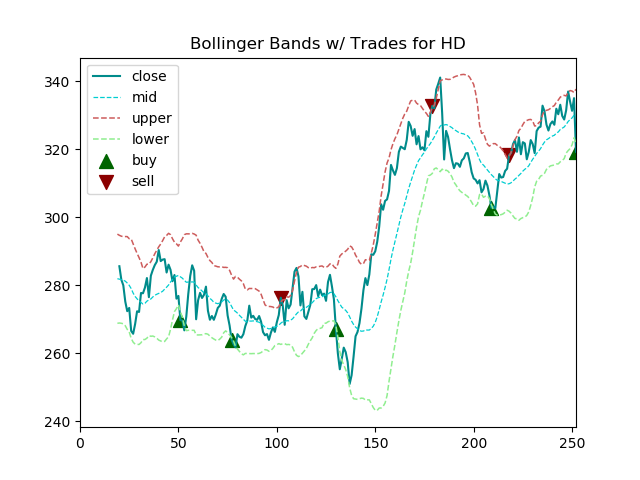 Bollinger Bands w/ Trades for HD
close
mid
upper
lower
buy
sell
340
320
300
280
260
240
0 50 100 150 200 250